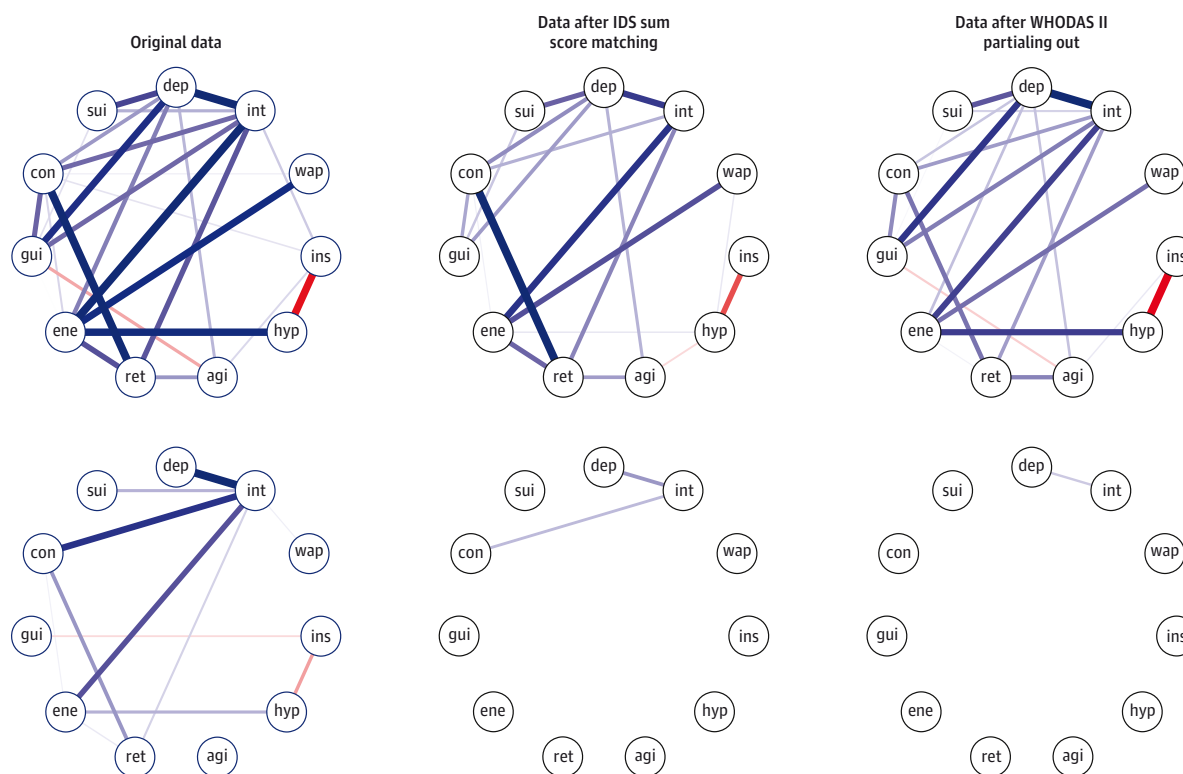 Original data
Data after IDS sum
score matching
Data after WHODAS II
partialing out
dep
sui
int
con
wap
gui
ins
ene
hyp
ret
agi
dep
sui
int
con
wap
gui
ins
ene
hyp
ret
agi
dep
sui
int
con
wap
gui
ins
ene
hyp
ret
agi
dep
sui
int
con
wap
gui
ins
ene
hyp
ret
agi
dep
sui
int
con
wap
gui
ins
ene
hyp
ret
agi
dep
sui
int
con
wap
gui
ins
ene
hyp
ret
agi